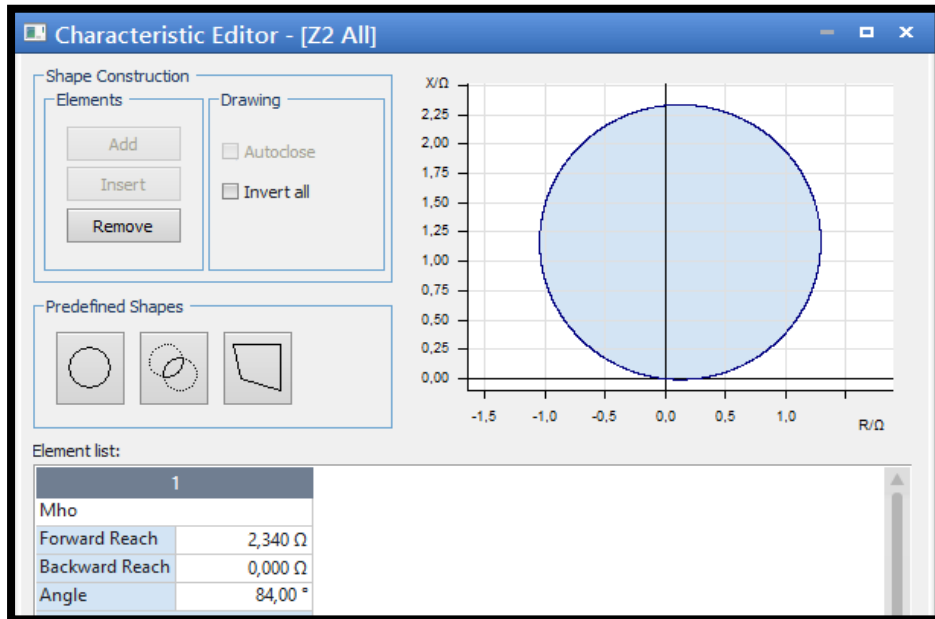 Characteristic Editor - [Z2 All]
Shape Construction
Elements
Drawing
Add
Insert
Remove
Autoclose
Invert all
Predefined Shapes
X/Ω
2,25
2,00
1,75
1,50
1,25
1,00
0,75
0,50
0,25
0,00
-1,5 -1,0 -0,5 0,0 0,5 1,0
R/Ω
Element list:
1
Mho
Forward Reach 2,340 Ω
Backward Reach 0,000 Ω
Angle 84,00 °